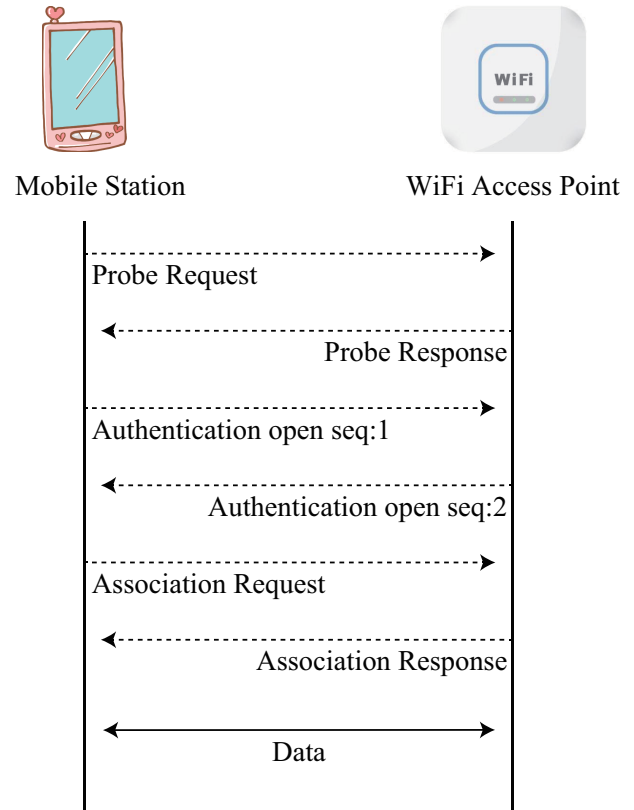 WiFi
Mobile Station
WiFi Access Point
Probe Request
Probe Response
Authentication open seq:1
Authentication open seq:2
Association Request
Association Response
Data